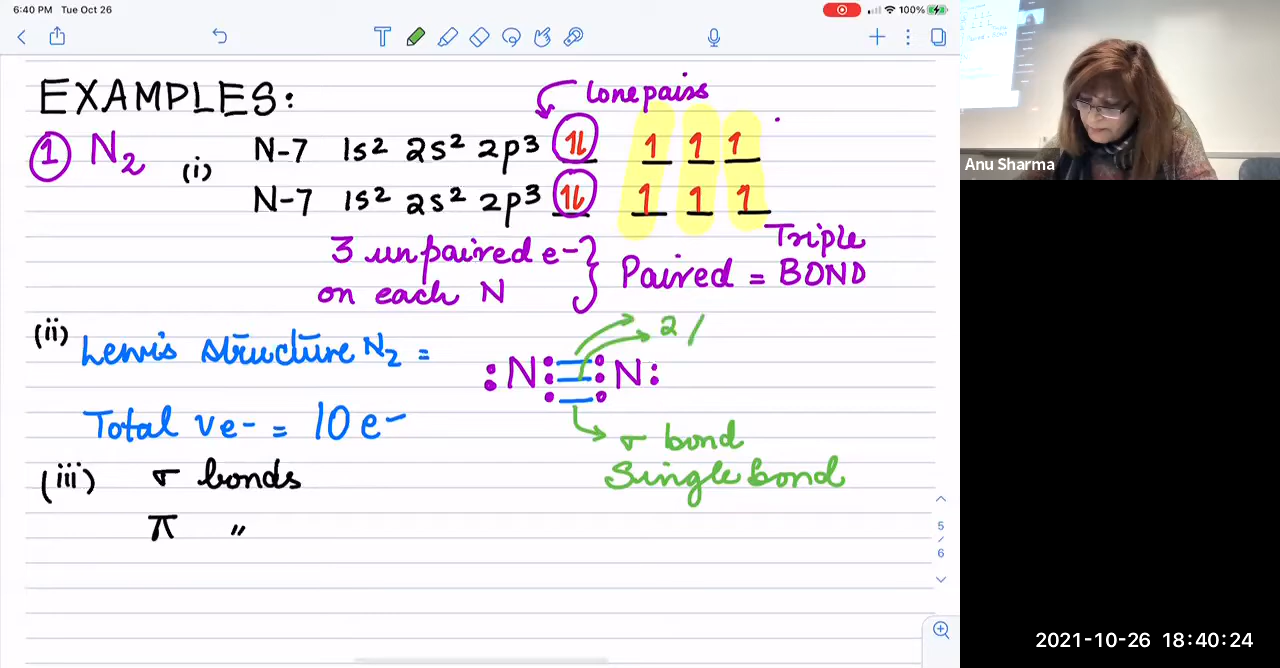 6:40 PM Tue Oct 26
100%
T
EXAMPLES:
Lone pairs
① N₂ (i) N-7 1s² 2s² 2p³ 1l 1 1 1
N-7 1s² 2s² 2p³ 1l 1 1 1
3 unpaired e-
on each N
} Paired = Triple BOND
(ii) Lewis structure N₂ =
:N≡N:
2 /
Total ve- = 10 e-
σ bond
Single bond
(iii) σ bonds
π "
5
/
6
Anu Sharma
2021-10-26 18:40:24